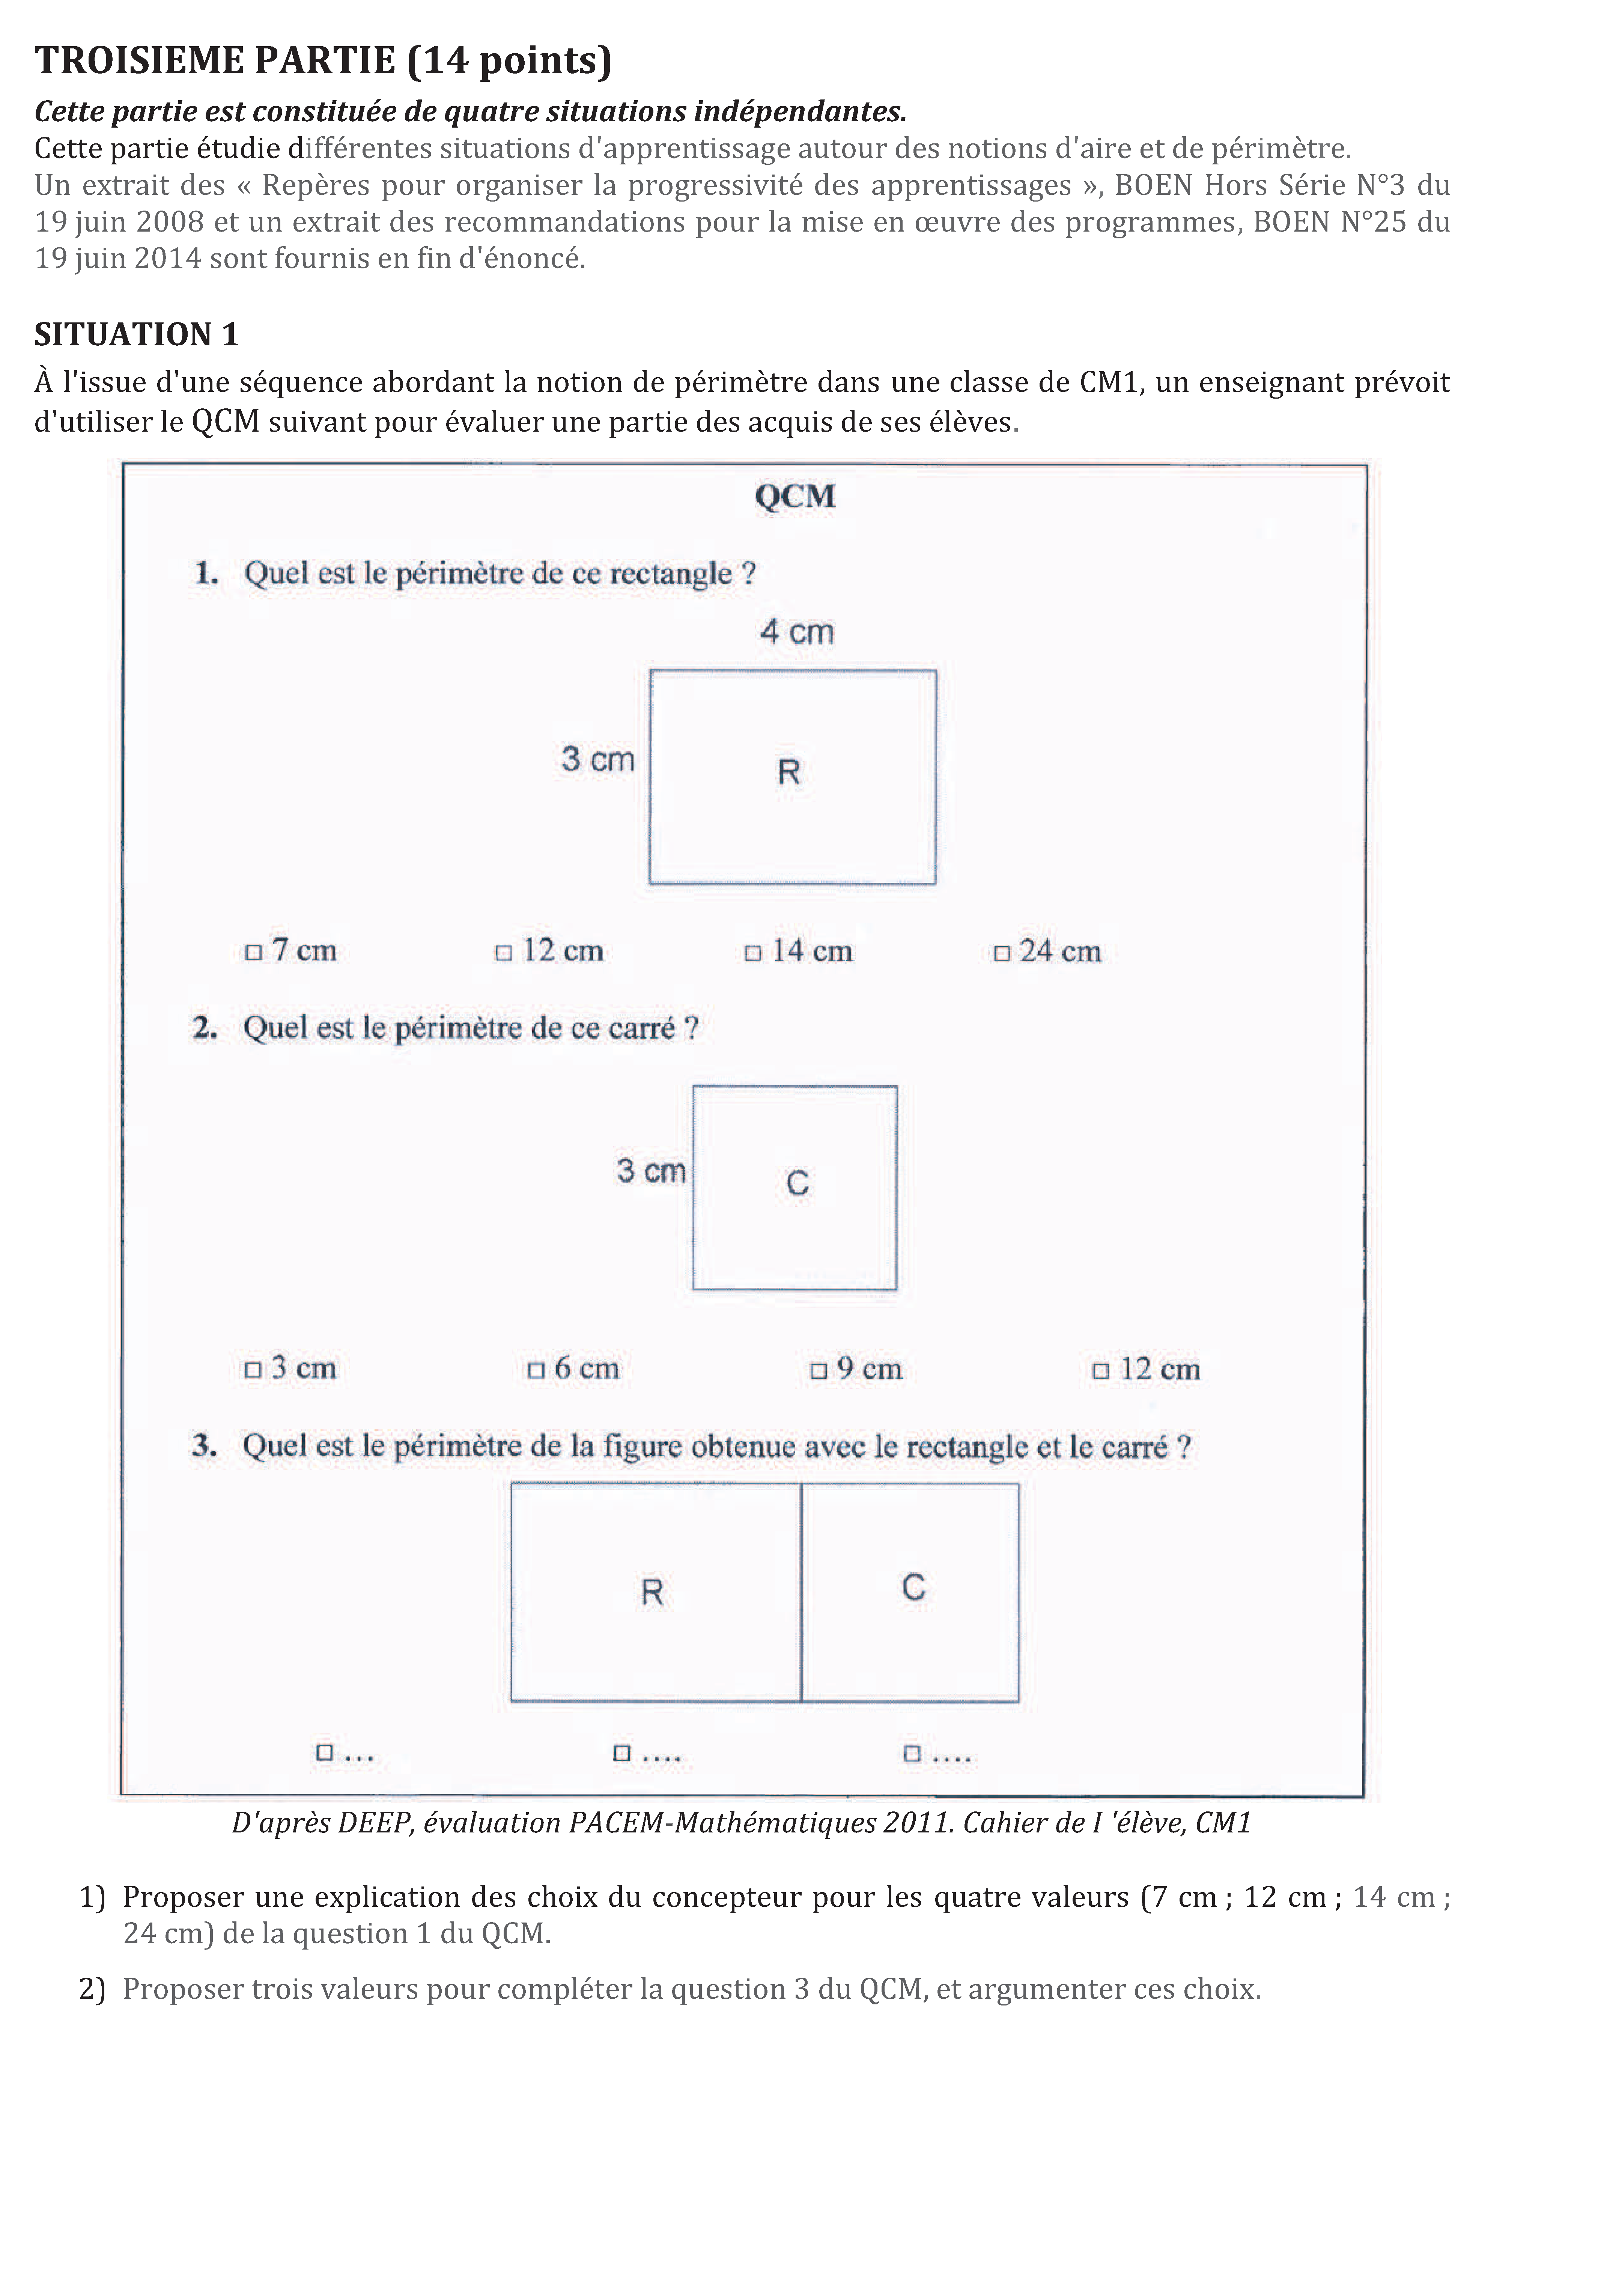 TROISIEME PARTIE (14 points)
Cette partie est constituée de quatre situations indépendantes.
Cette partie étudie différentes situations d'apprentissage autour des notions d'aire et de périmètre.
Un extrait des « Repères pour organiser la progressivité des apprentissages », BOEN Hors Série N°3 du
19 juin 2008 et un extrait des recommandations pour la mise en œuvre des programmes, BOEN N°25 du
19 juin 2014 sont fournis en fin d'énoncé.
SITUATION 1
À l'issue d'une séquence abordant la notion de périmètre dans une classe de CM1, un enseignant prévoit
d'utiliser le QCM suivant pour évaluer une partie des acquis de ses élèves.
QCM
1. Quel est le périmètre de ce rectangle ?
4 cm
3 cm
R
□ 7 cm □ 12 cm □ 14 cm □ 24 cm
2. Quel est le périmètre de ce carré ?
3 cm
C
□ 3 cm □ 6 cm □ 9 cm □ 12 cm
3. Quel est le périmètre de la figure obtenue avec le rectangle et le carré ?
R C
□ ... □ .... □ ....
D'après DEEP, évaluation PACEM-Mathématiques 2011. Cahier de I 'élève, CM1
1) Proposer une explication des choix du concepteur pour les quatre valeurs (7 cm ; 12 cm ; 14 cm ;
24 cm) de la question 1 du QCM.
2) Proposer trois valeurs pour compléter la question 3 du QCM, et argumenter ces choix.